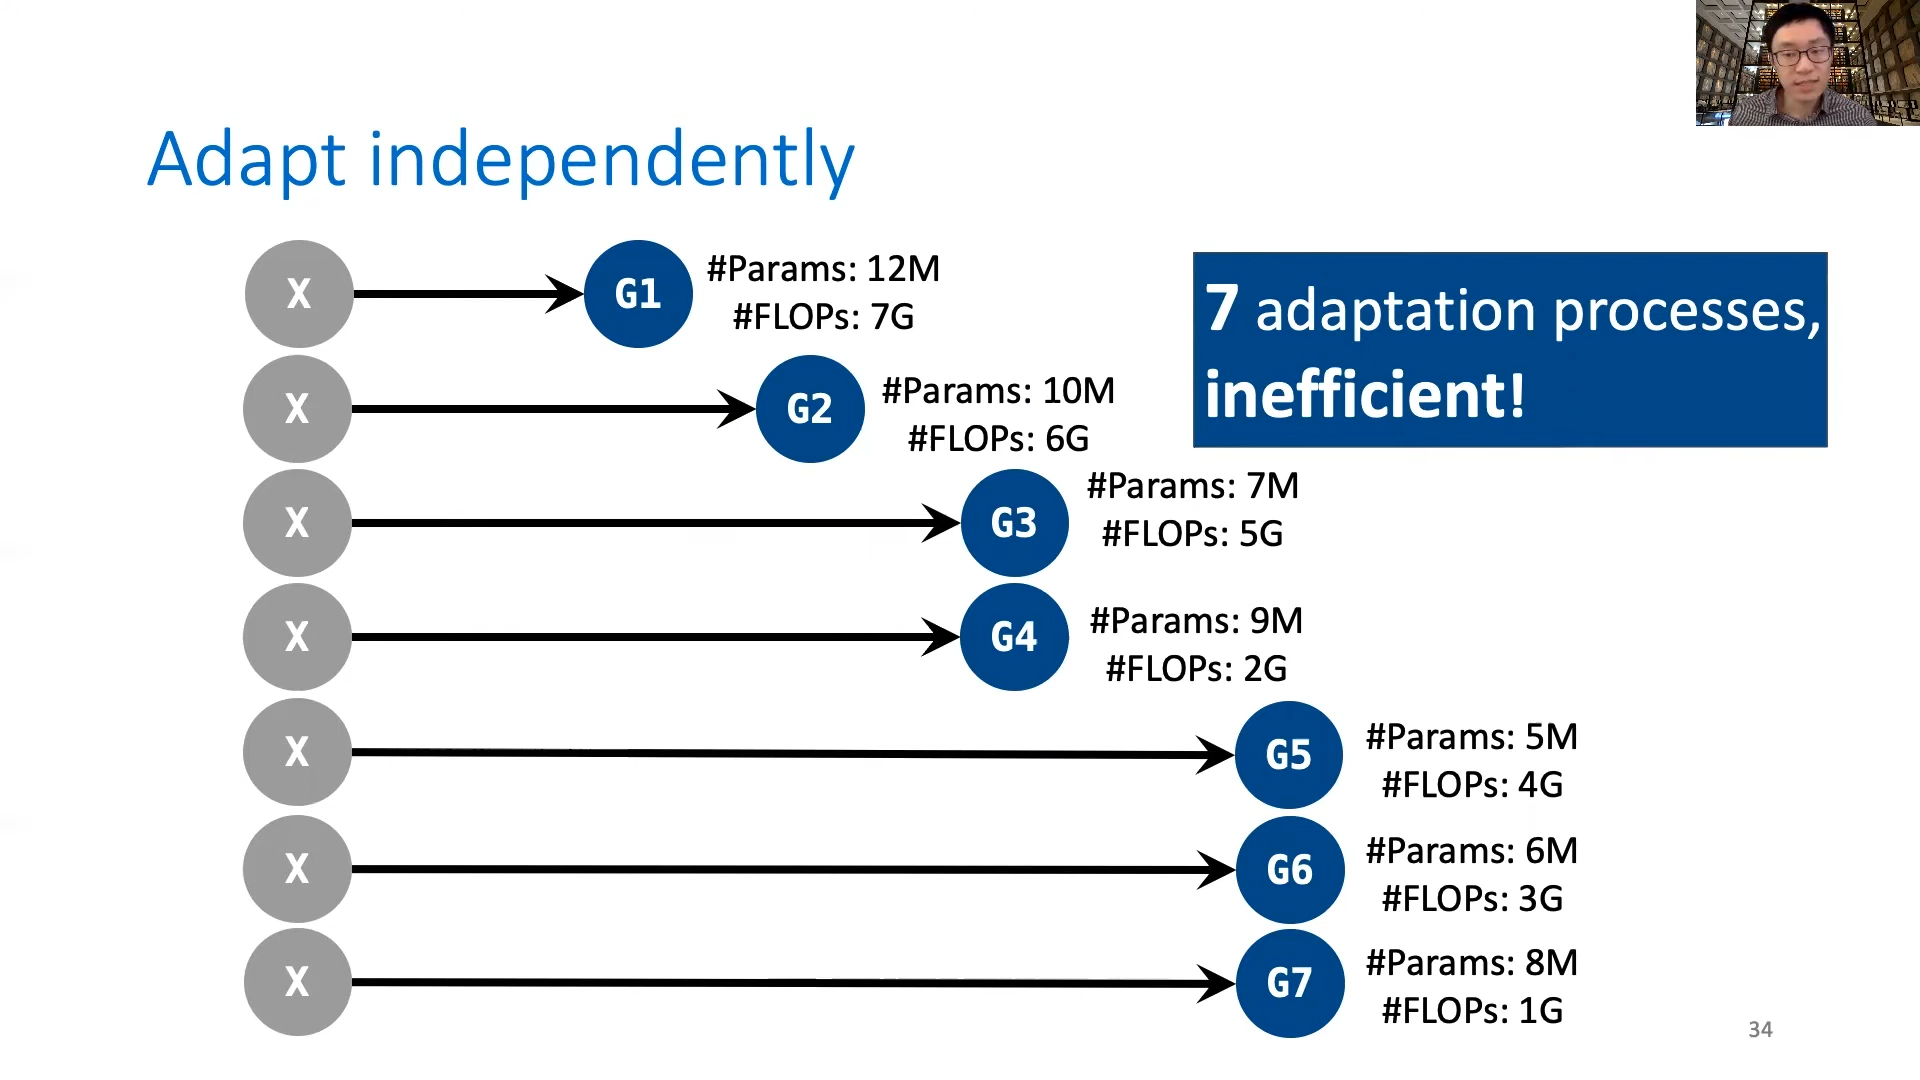 Adapt independently
X
G1
#Params: 12M
#FLOPs: 7G
7 adaptation processes,
inefficient!
X
G2
#Params: 10M
#FLOPs: 6G
X
G3
#Params: 7M
#FLOPs: 5G
X
G4
#Params: 9M
#FLOPs: 2G
X
G5
#Params: 5M
#FLOPs: 4G
X
G6
#Params: 6M
#FLOPs: 3G
X
G7
#Params: 8M
#FLOPs: 1G
34